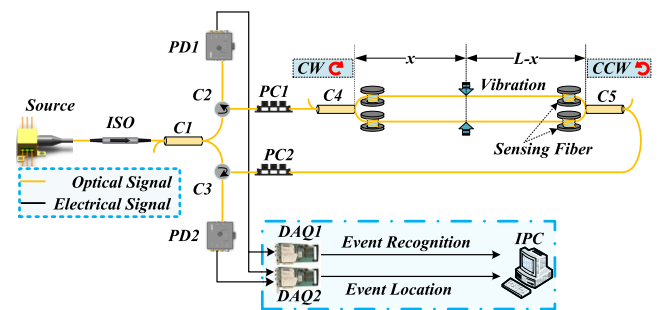 PD1
CW
x
L-x
CCW
Source
ISO
C1
C2
PC1
C4
Vibration
C5
Sensing Fiber
C3
PC2
Optical Signal
Electrical Signal
PD2
DAQ1
Event Recognition
IPC
DAQ2
Event Location